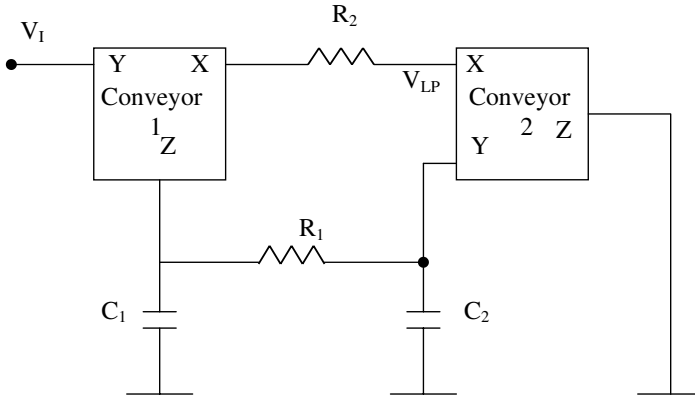 V_I
R_2
Y X
Conveyor
1
Z
V_LP
X
Conveyor
2 Z
Y
R_1
C_1
C_2